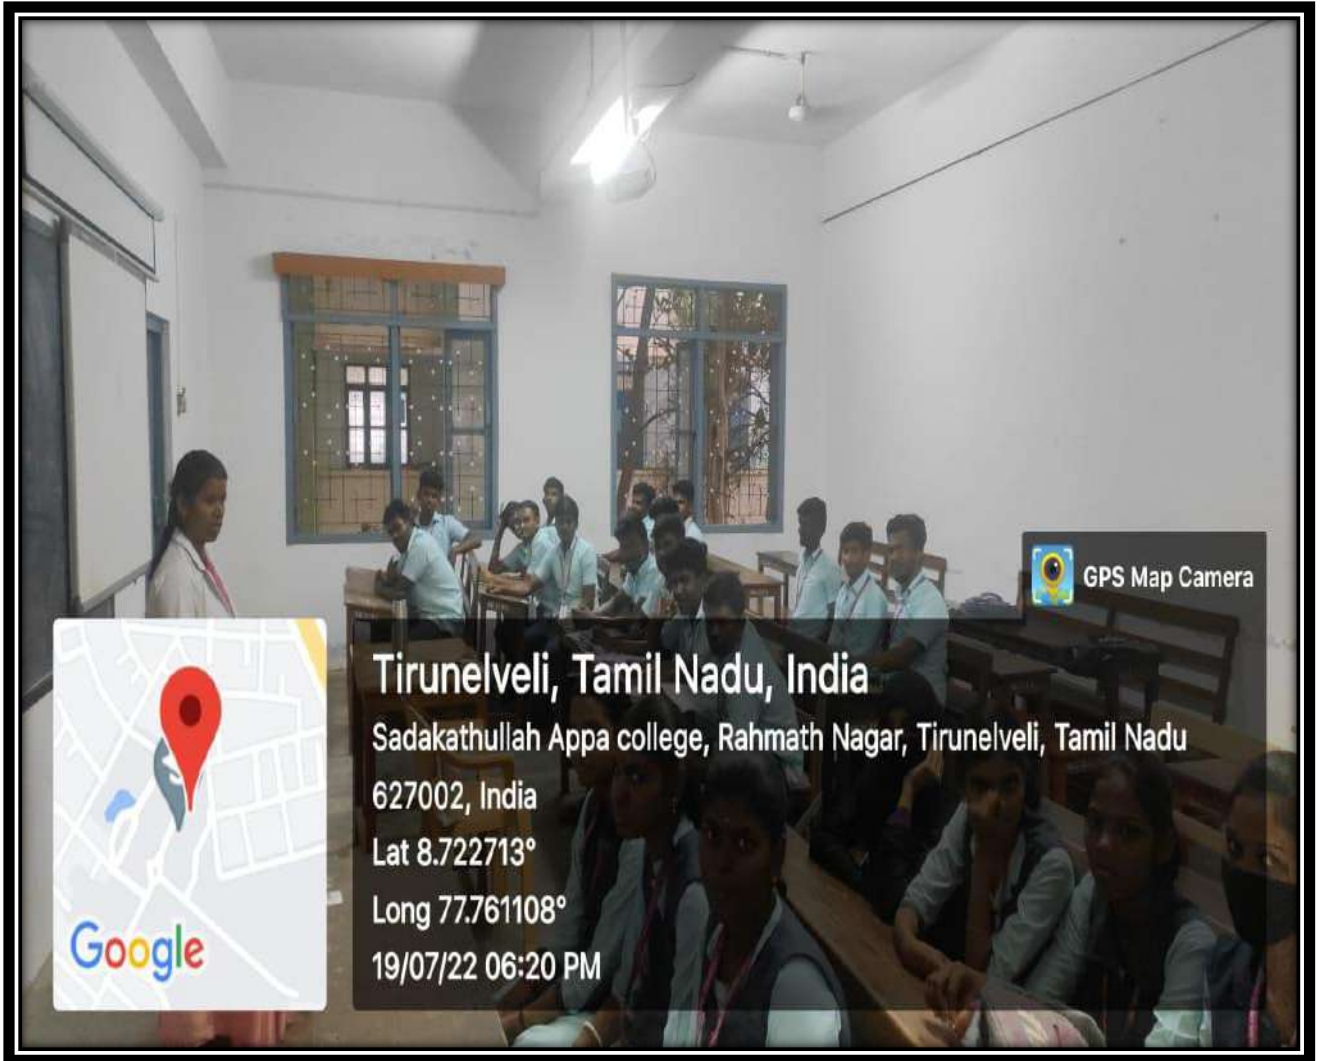 GPS Map Camera
Tirunelveli, Tamil Nadu, India
Sadakathullah Appa college, Rahmath Nagar, Tirunelveli, Tamil Nadu
627002, India
Lat 8.722713°
Long 77.761108°
19/07/22 06:20 PM
Google